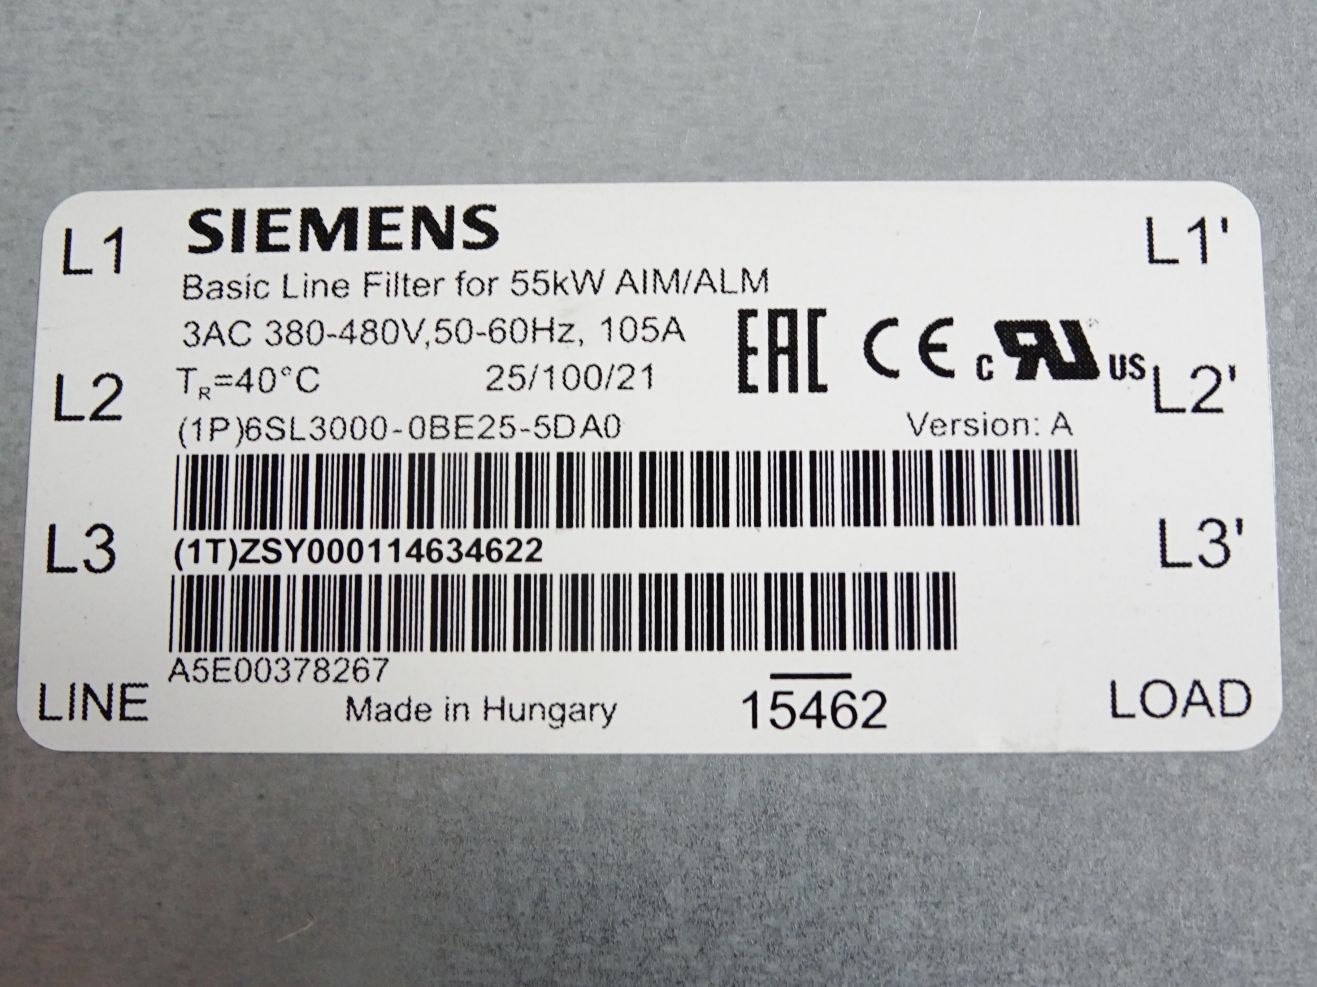 L1 SIEMENS L1'
Basic Line Filter for 55kW AIM/ALM
3AC 380-480V,50-60Hz, 105A EAC CE
TR=40°C 25/100/21 c RU US
L2 L2'
(1P)6SL3000-0BE25-5DA0 Version: A
L3 L3'
(1T)ZSY000114634622
A5E00378267
LINE Made in Hungary 15462 LOAD